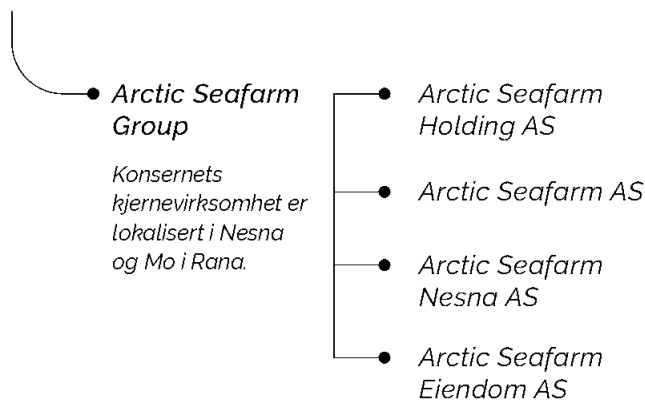 Arctic Seafarm
Group
Konsernets
kjernevirksomhet er
lokalisert i Nesna
og Mo i Rana.
Arctic Seafarm
Holding AS
Arctic Seafarm AS
Arctic Seafarm
Nesna AS
Arctic Seafarm
Eiendom AS